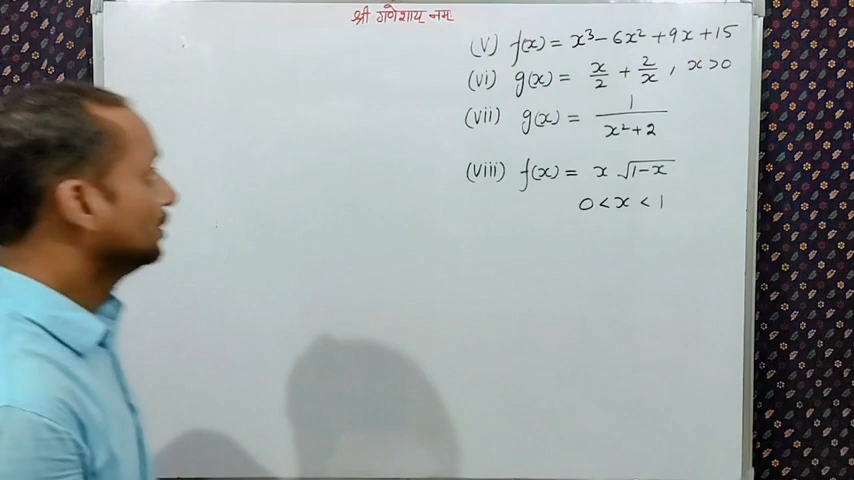 श्री गणेशाय नमः
(v) f(x) = x³ - 6x² + 9x + 15
(vi) g(x) = x/2 + 2/x , x > 0
(vii) g(x) = 1/(x² + 2)
(viii) f(x) = x √(1-x)
0 < x < 1